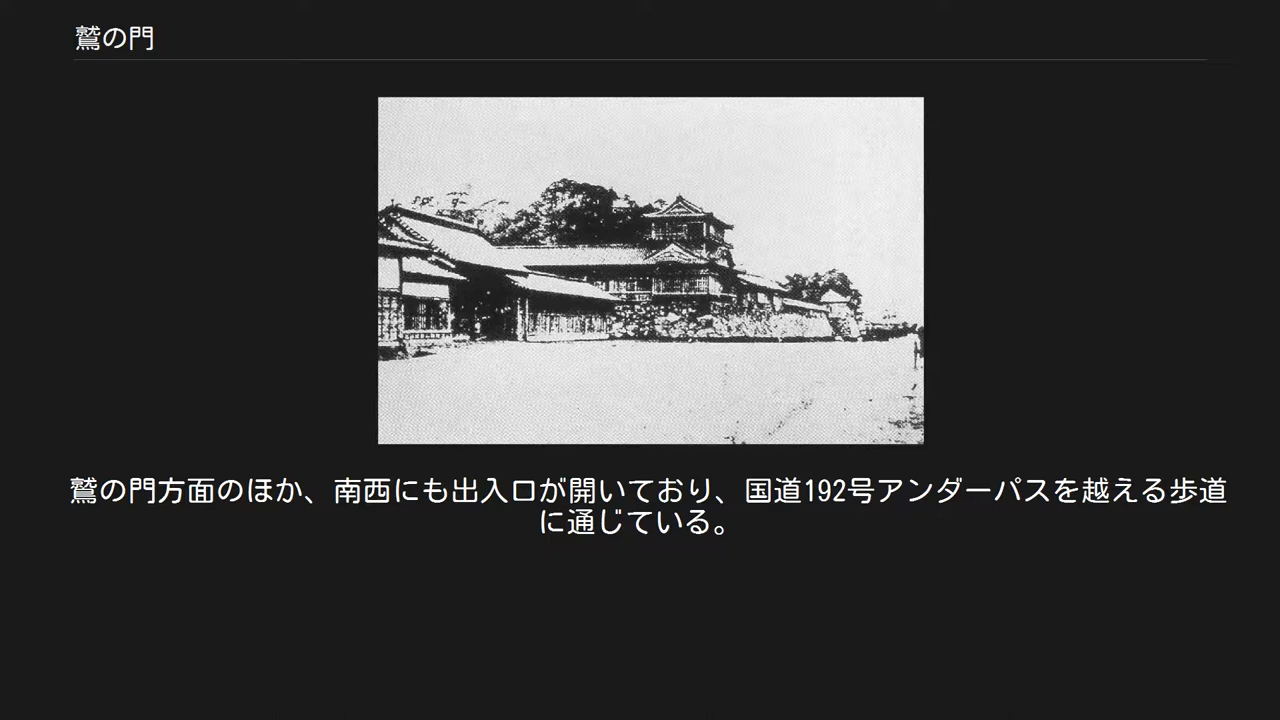 鷲の門
鷲の門方面のほか、南西にも出入口が開いており、国道192号アンダーパスを越える歩道
に通じている。